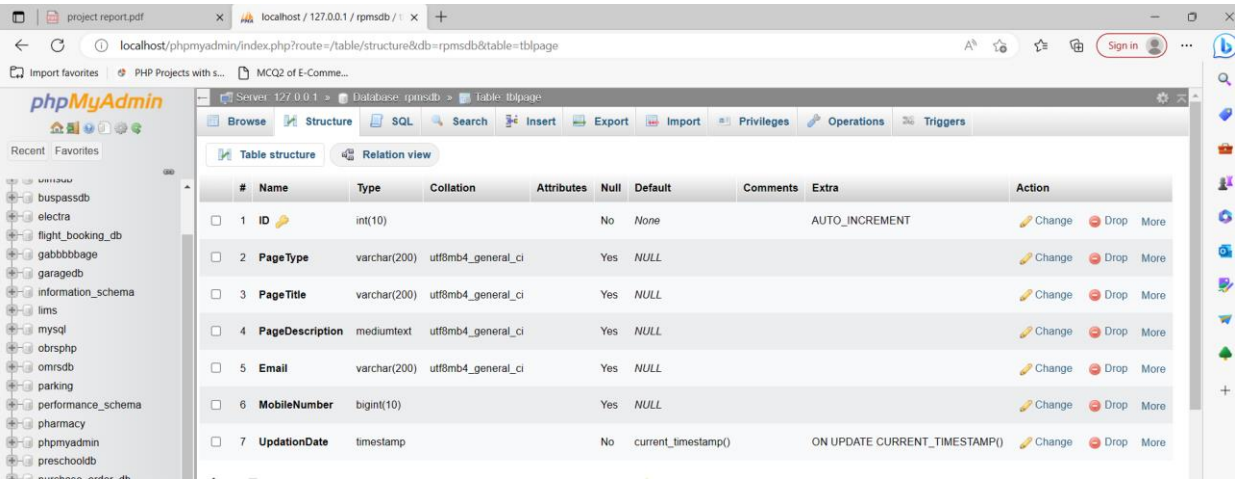 project report.pdf
localhost / 127.0.0.1 / rpmsdb / t
localhost/phpmyadmin/index.php?route=/table/structure&db=rpmsdb&table=tblpage
Sign in
Import favorites
PHP Projects with s...
MCQ2 of E-Comme...
phpMyAdmin
Recent Favorites
buspassdb
electra
flight_booking_db
gabbbbbage
garagedb
information_schema
lims
mysql
obrsphp
omrsdb
parking
performance_schema
pharmacy
phpmyadmin
preschooldb
Server: 127.0.0.1 » Database: rpmsdb » Table: tblpage
Browse Structure SQL Search Insert Export Import Privileges Operations Triggers
Table structure Relation view
# Name Type Collation Attributes Null Default Comments Extra Action
1 ID int(10) No None AUTO_INCREMENT Change Drop More
2 PageType varchar(200) utf8mb4_general_ci Yes NULL Change Drop More
3 PageTitle varchar(200) utf8mb4_general_ci Yes NULL Change Drop More
4 PageDescription mediumtext utf8mb4_general_ci Yes NULL Change Drop More
5 Email varchar(200) utf8mb4_general_ci Yes NULL Change Drop More
6 MobileNumber bigint(10) Yes NULL Change Drop More
7 UpdationDate timestamp No current_timestamp() ON UPDATE CURRENT_TIMESTAMP() Change Drop More